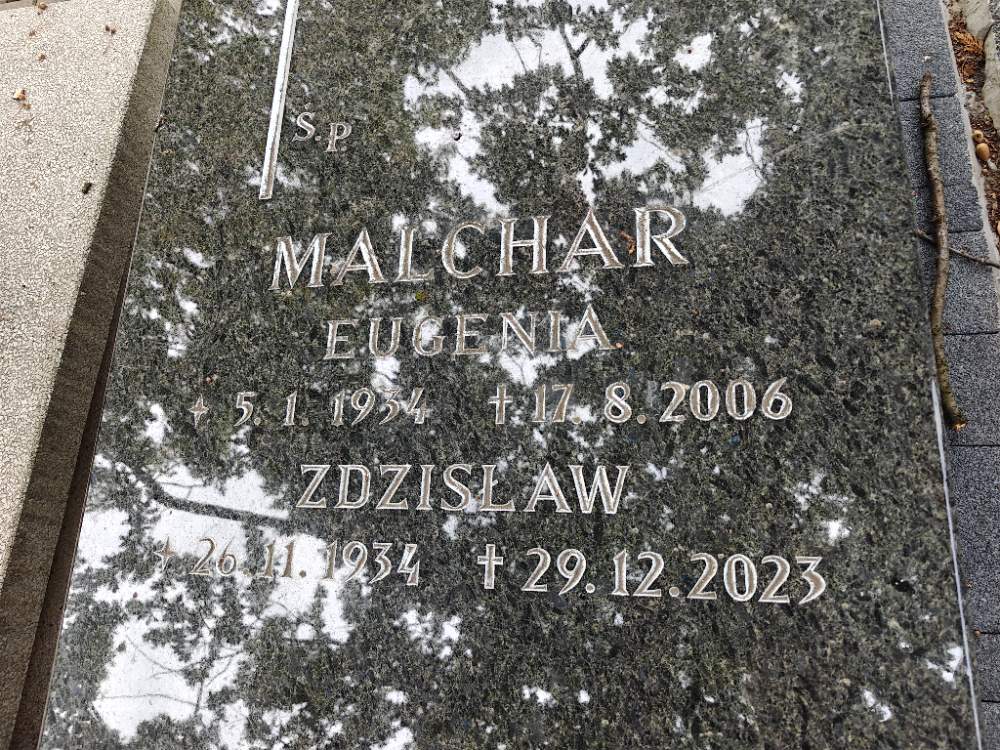 S.P
MALCHAR
EUGENIA
5.1.1934 † 17.8.2006
ZDZISŁAW
26.11.1934 † 29.12.2023